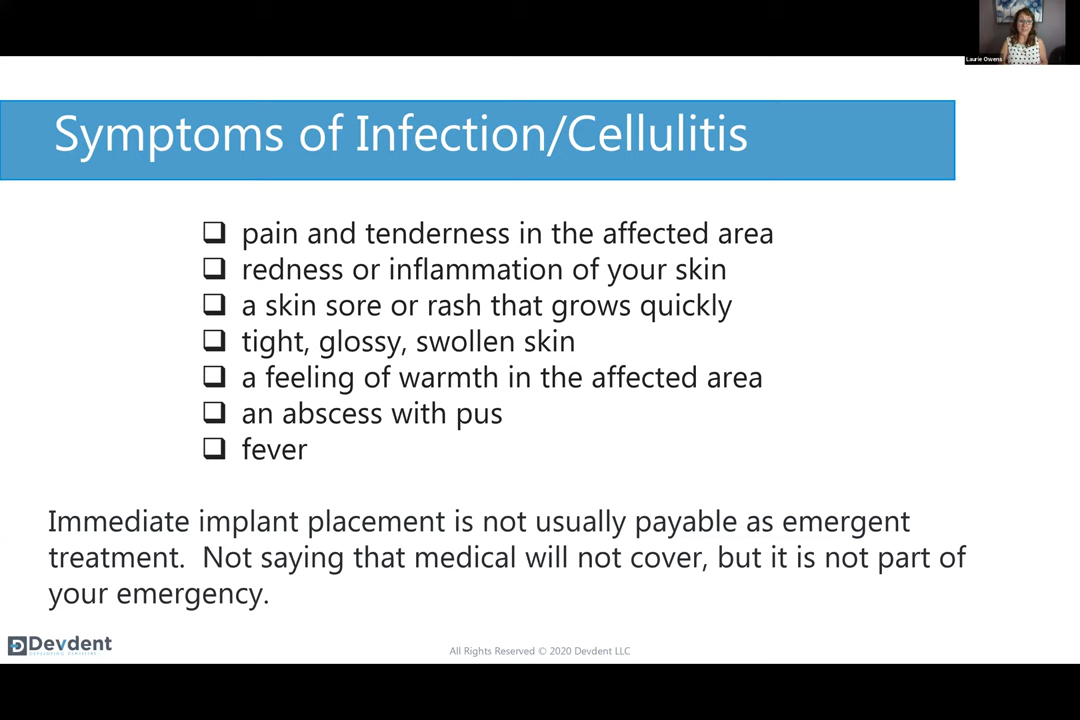 Laurie Owens
Symptoms of Infection/Cellulitis
❑ pain and tenderness in the affected area
❑ redness or inflammation of your skin
❑ a skin sore or rash that grows quickly
❑ tight, glossy, swollen skin
❑ a feeling of warmth in the affected area
❑ an abscess with pus
❑ fever
Immediate implant placement is not usually payable as emergent
treatment.  Not saying that medical will not cover, but it is not part of
your emergency.
Devdent
All Rights Reserved © 2020 Devdent LLC